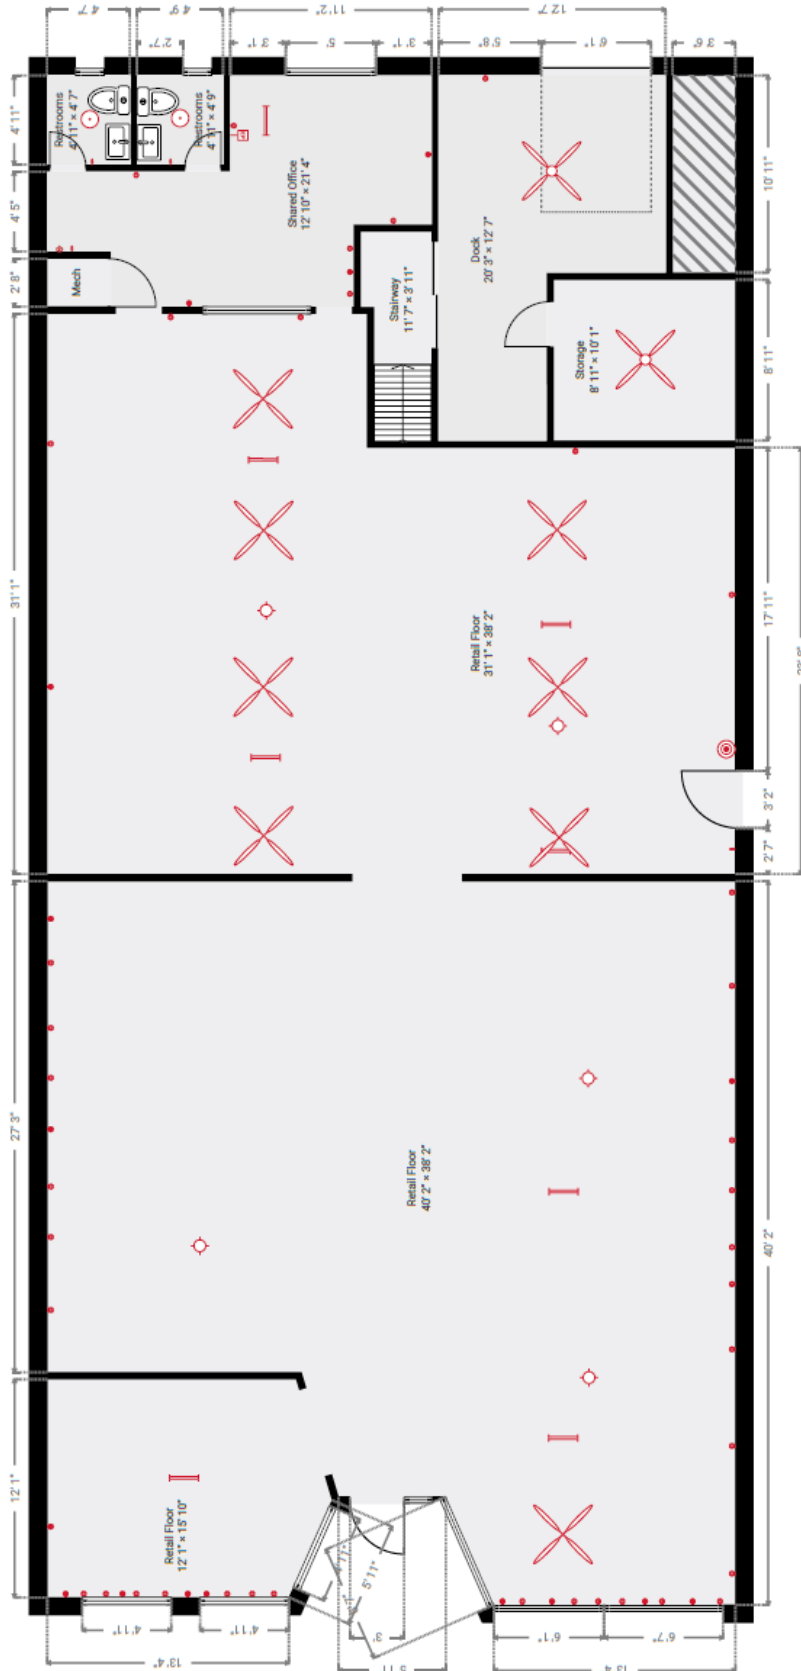 4'7"
4'9"
2'7"
11'2"
3'1"
5'
3'1"
12'7"
5'8"
6'1"
3'6"
4'11"
4'5"
2'8"
31'1"
27'3"
12'1"
Restrooms
4'11" × 4'7"
Restrooms
4'11" × 4'9"
Shared Office
12'10" × 21'4"
Mech
Stairway
11'7" × 3'11"
Dock
20'3" × 12'7"
Storage
8'11" × 10'1"
10'11"
8'11"
17'11"
3'2"
2'7"
40'2"
Retail Floor
31'1" × 38'2"
Retail Floor
40'2" × 38'2"
Retail Floor
12'1" × 15'10"
5'11"
3'
4'11"
4'11"
13'4"
5'11"
6'1"
6'7"
13'4"